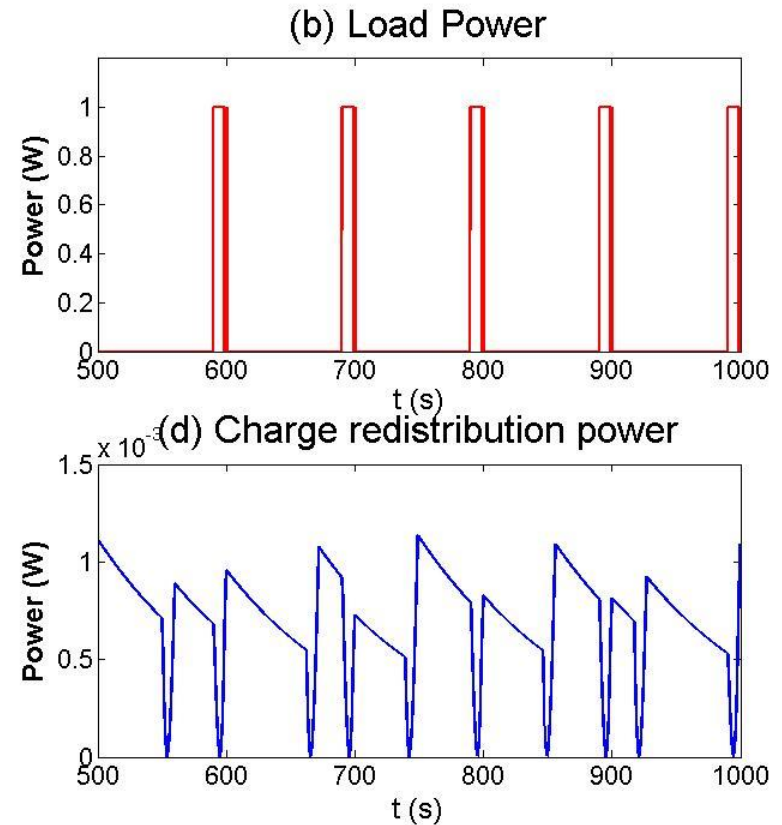 (b) Load Power
Power (W)
1
0.8
0.6
0.4
0.2
0
500 600 700 800 900 1000
t (s)
x 10-3
(d) Charge redistribution power
Power (W)
1.5
1
0.5
0
500 600 700 800 900 1000
t (s)